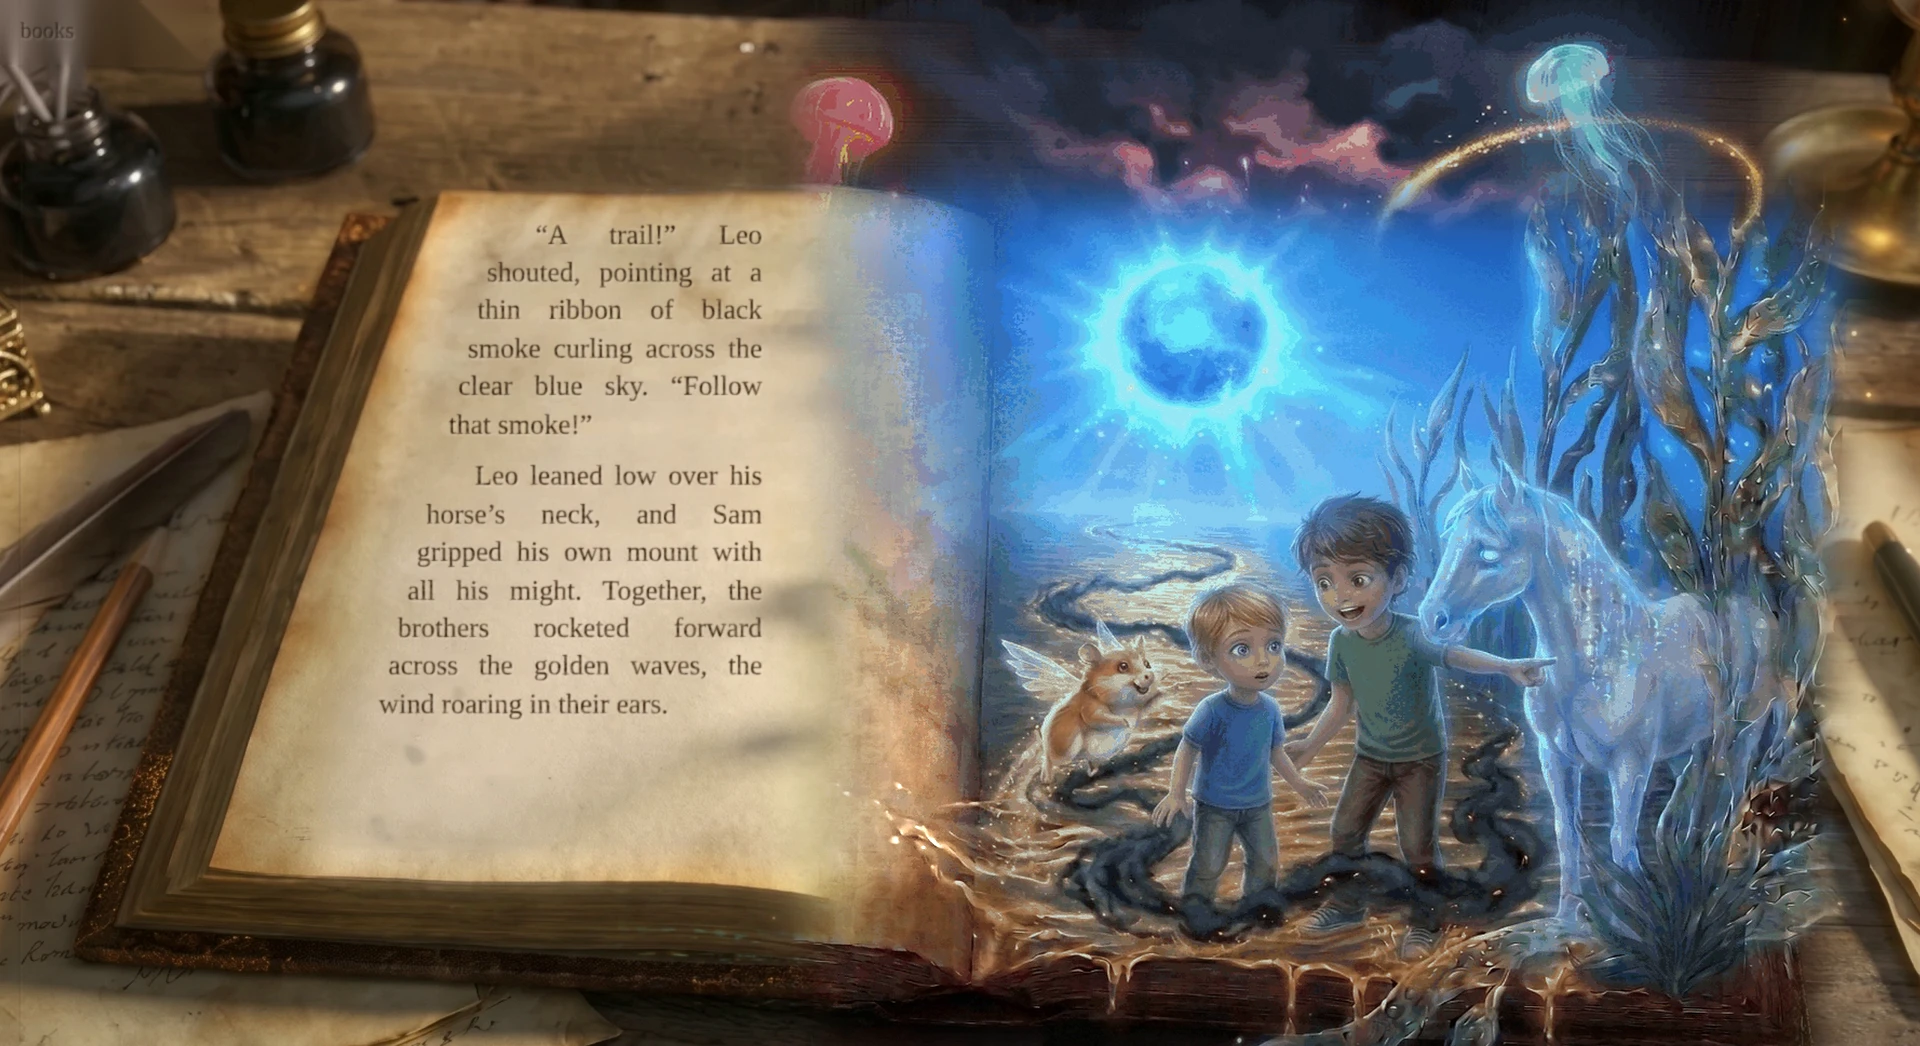 books
“A trail!” Leo
shouted, pointing at a
thin ribbon of black
smoke curling across the
clear blue sky. “Follow
that smoke!”
Leo leaned low over his
horse’s neck, and Sam
gripped his own mount with
all his might. Together, the
brothers rocketed forward
across the golden waves, the
wind roaring in their ears.